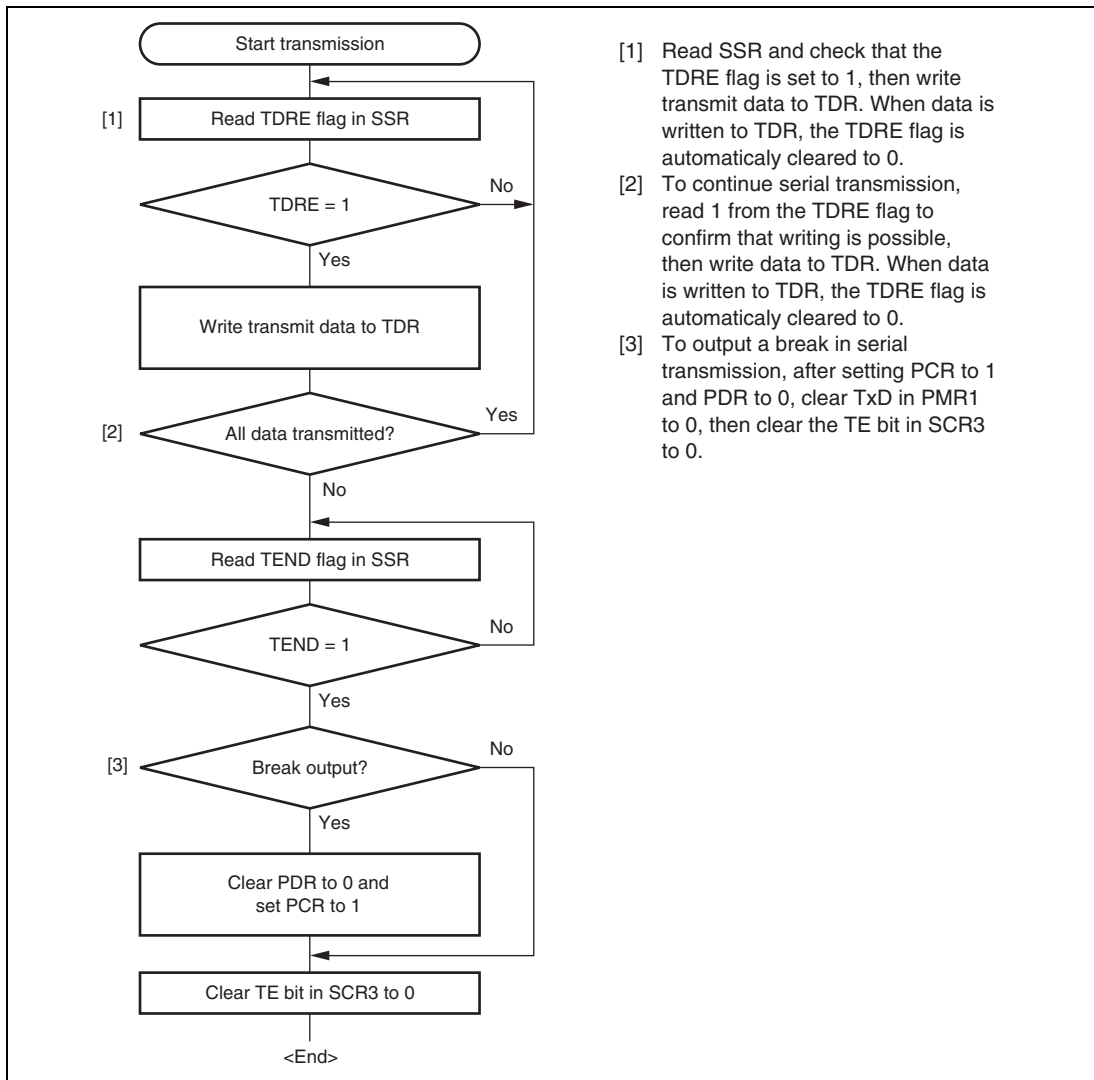 Start transmission
[1]
Read TDRE flag in SSR
No
TDRE = 1
Yes
Write transmit data to TDR
[2]
All data transmitted?
Yes
No
Read TEND flag in SSR
No
TEND = 1
Yes
[3]
Break output?
No
Yes
Clear PDR to 0 and
set PCR to 1
Clear TE bit in SCR3 to 0
<End>
[1] Read SSR and check that the
TDRE flag is set to 1, then write
transmit data to TDR. When data is
written to TDR, the TDRE flag is
automaticaly cleared to 0.
[2] To continue serial transmission,
read 1 from the TDRE flag to
confirm that writing is possible,
then write data to TDR. When data
is written to TDR, the TDRE flag is
automaticaly cleared to 0.
[3] To output a break in serial
transmission, after setting PCR to 1
and PDR to 0, clear TxD in PMR1
to 0, then clear the TE bit in SCR3
to 0.